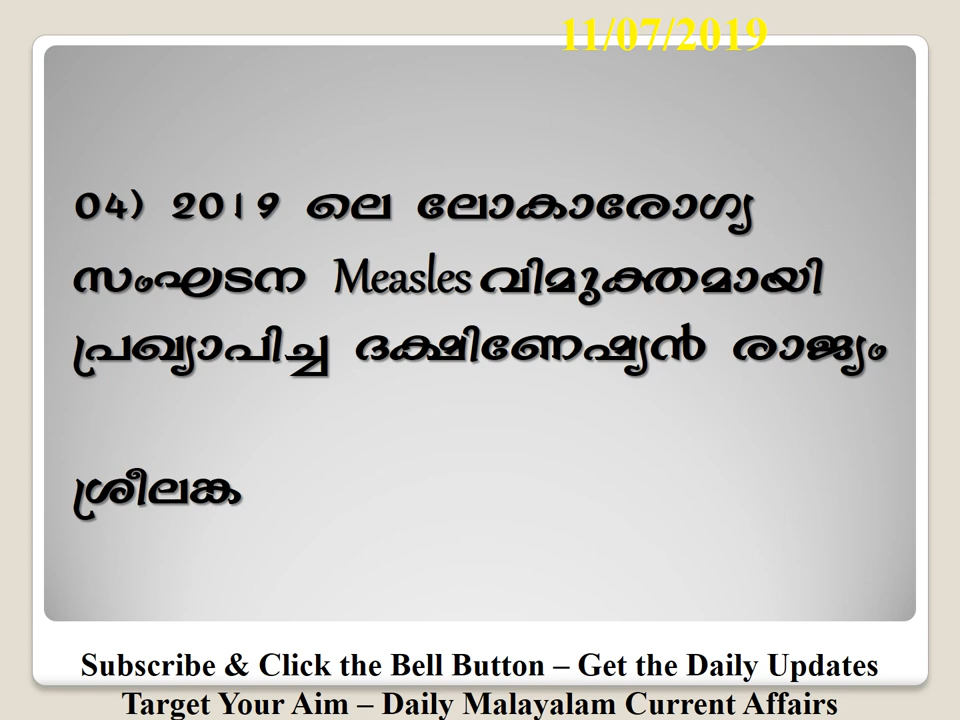 11/07/2019
04) 2019 ലെ ലോകാരോഗ്യ
സംഘടന Measles വിമുക്തമായി
പ്രഖ്യാപിച്ച ദക്ഷിണേഷ്യൻ രാജ്യം
ശ്രീലങ്ക
Subscribe & Click the Bell Button – Get the Daily Updates
Target Your Aim – Daily Malayalam Current Affairs